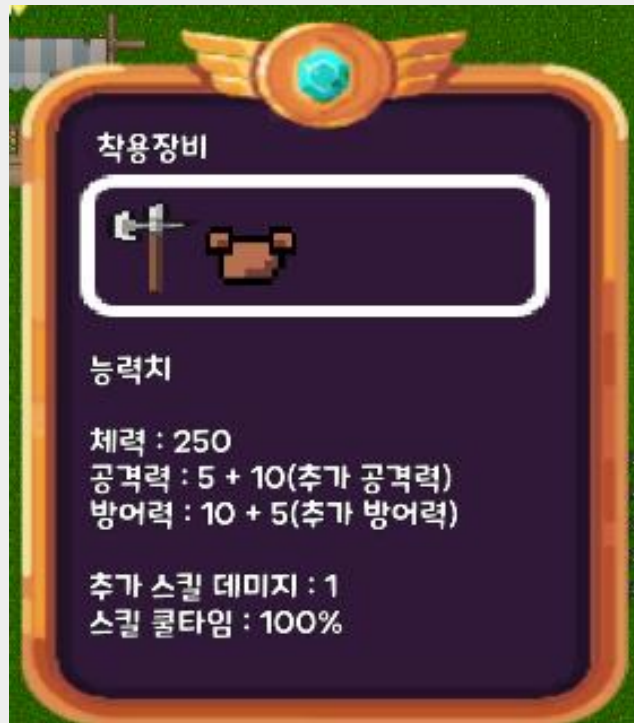 착용장비
능력치
체력 : 250
공격력 : 5 + 10(추가 공격력)
방어력 : 10 + 5(추가 방어력)
추가 스킬 데미지 : 1
스킬 쿨타임 : 100%